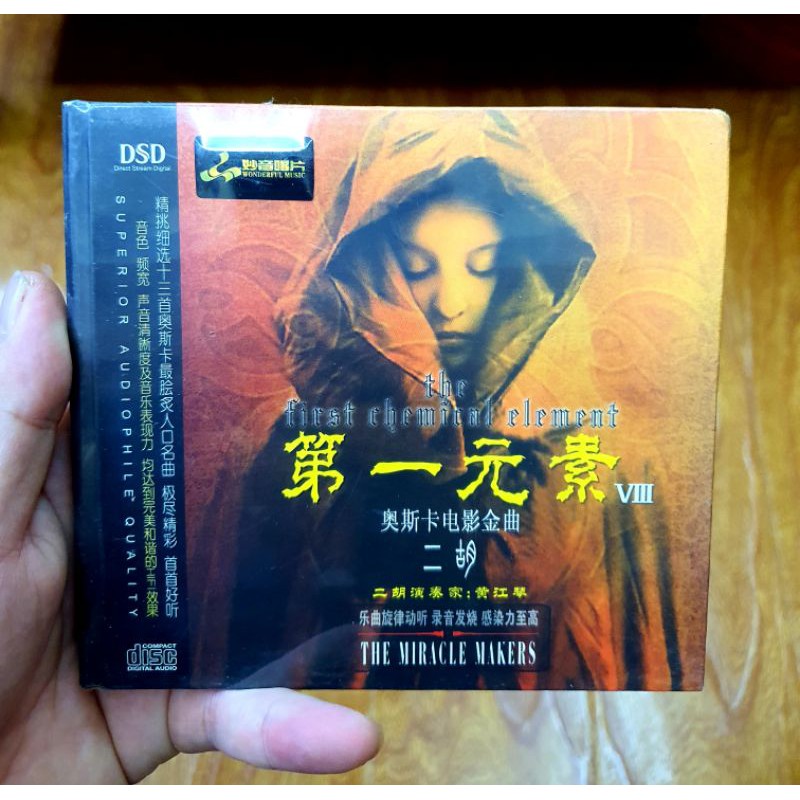 DSD
Direct Stream Digital
妙音唱片
WONDERFUL MUSIC
精挑细选十三首奥斯卡最脍炙人口名曲 极尽精彩 首首好听
音色 频宽 声音清晰度及音乐表现力 均达到完美和谐的 效果
SUPERIOR AUDIOPHILE QUALITY
the
first chemical element
第一元素 VIII
奥斯卡电影金曲
二胡
二胡演奏家:黄江琴
乐曲旋律动听 录音发烧 感染力至高
THE MIRACLE MAKERS
COMPACT
disc
DIGITAL AUDIO